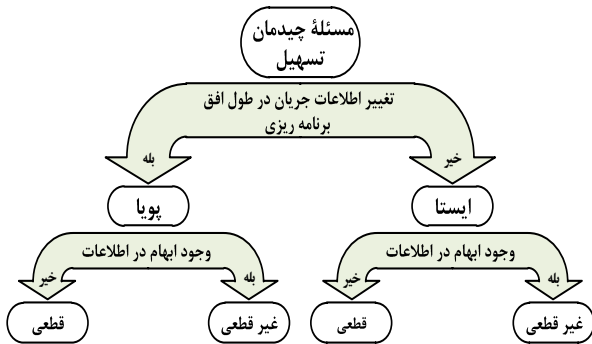 مسئلهٔ چیدمان
تسهیل
تغییر اطلاعات جریان در طول افق
برنامه ریزی
خیر
بله
ایستا
پویا
وجود ابهام در اطلاعات
وجود ابهام در اطلاعات
بله
خیر
بله
خیر
غیر قطعی
قطعی
غیر قطعی
قطعی